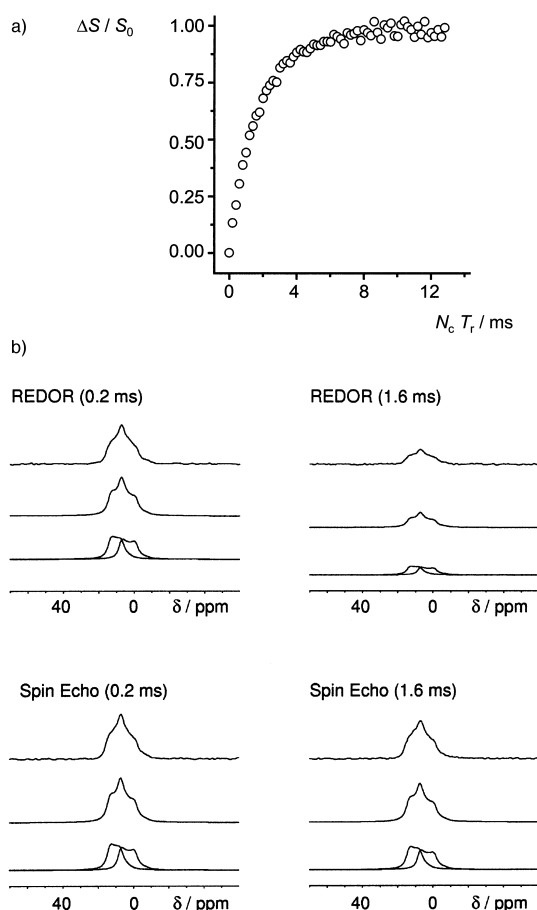 a)
ΔS / S0
1.00
0.75
0.50
0.25
0.00
0 4 8 12
Nc Tr / ms
b)
REDOR (0.2 ms) REDOR (1.6 ms)
40 0 δ / ppm 40 0 δ / ppm
Spin Echo (0.2 ms) Spin Echo (1.6 ms)
40 0 δ / ppm 40 0 δ / ppm